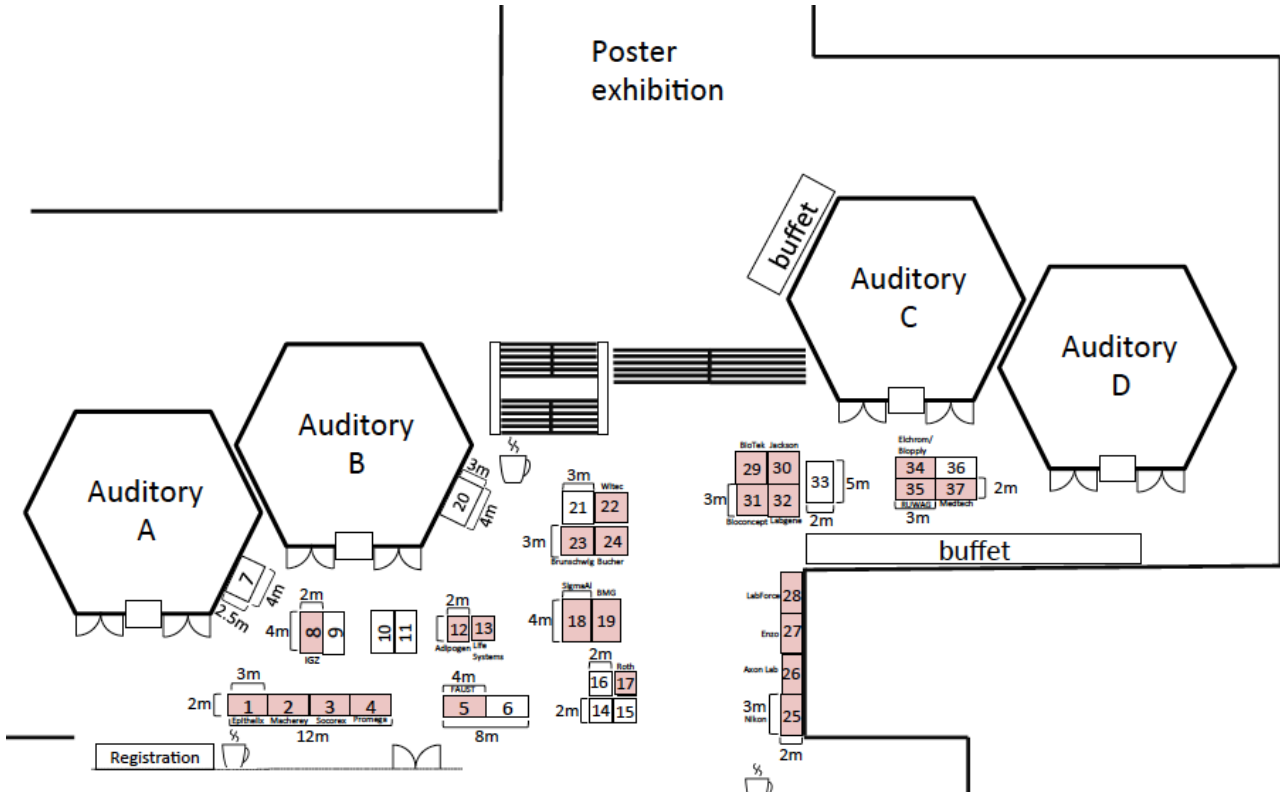 Poster
exhibition
buffet
Auditory
C
Auditory
D
Auditory
B
Auditory
A
3m
20
4m
7
4m
2.5m
BioTek Jackson
29 30
3m 31 32
Bioconcept Labgene
33 5m
2m
Elchrom/
Biopply
34 36
35 37 2m
RUWAG Medtech
3m
buffet
3m Witec
21 22
3m 23 24
Brunschwig Bucher
SigmaAl BMG
4m 18 19
2m
4m 8 9
IGZ
10 11
2m
12 13
Adipogen Life
Systems
2m Roth
16 17
2m 14 15
3m
2m 1 2 3 4
Epithelix Macherey Socorex Promega
12m
4m
FAUST
5 6
8m
LabForce 28
Enzo 27
Axon Lab 26
3m 25
Nikon
2m
Registration